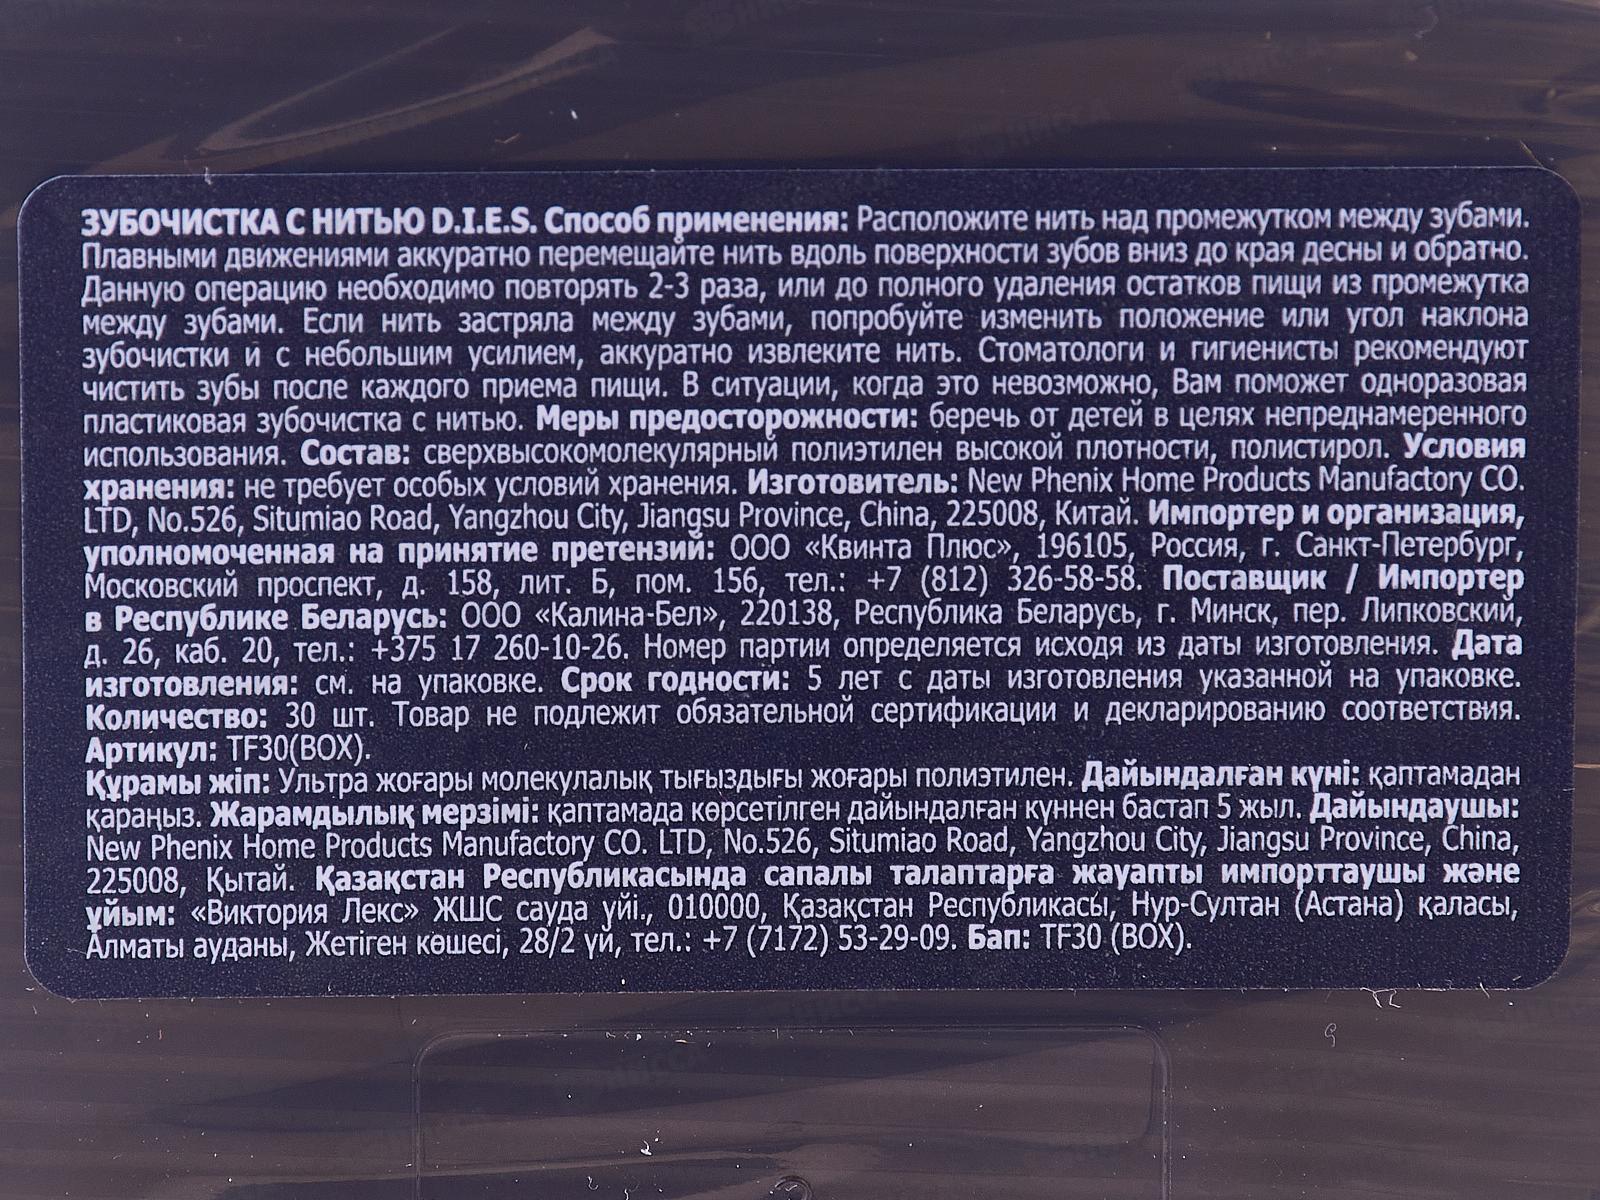 ЗУБОЧИСТКА С НИТЬЮ D.I.E.S. Способ применения: Расположите нить над промежутком между зубами.
Плавными движениями аккуратно перемещайте нить вдоль поверхности зубов вниз до края десны и обратно.
Данную операцию необходимо повторять 2-3 раза, или до полного удаления остатков пищи из промежутка
между зубами. Если нить застряла между зубами, попробуйте изменить положение или угол наклона
зубочистки и с небольшим усилием, аккуратно извлеките нить. Стоматологи и гигиенисты рекомендуют
чистить зубы после каждого приема пищи. В ситуации, когда это невозможно, Вам поможет одноразовая
пластиковая зубочистка с нитью. Меры предосторожности: беречь от детей в целях непреднамеренного
использования. Состав: сверхвысокомолекулярный полиэтилен высокой плотности, полистирол. Условия
хранения: не требует особых условий хранения. Изготовитель: New Phenix Home Products Manufactory CO.
LTD, No.526, Situmiao Road, Yangzhou City, Jiangsu Province, China, 225008, Китай. Импортер и организация,
уполномоченная на принятие претензий: ООО «Квинта Плюс», 196105, Россия, г. Санкт-Петербург,
Московский проспект, д. 158, лит. Б, пом. 156, тел.: +7 (812) 326-58-58. Поставщик / Импортер
в Республике Беларусь: ООО «Калина-Бел», 220138, Республика Беларусь, г. Минск, пер. Липковский,
д. 26, каб. 20, тел.: +375 17 260-10-26. Номер партии определяется исходя из даты изготовления. Дата
изготовления: см. на упаковке. Срок годности: 5 лет с даты изготовления указанной на упаковке.
Количество: 30 шт. Товар не подлежит обязательной сертификации и декларированию соответствия.
Артикул: TF30(BOX).
Құрамы жіп: Ультра жоғары молекулалық тығыздығы жоғары полиэтилен. Дайындалған күні: қаптамадан
қараңыз. Жарамдылық мерзімі: қаптамада көрсетілген дайындалған күннен бастап 5 жыл. Дайындаушы:
New Phenix Home Products Manufactory CO. LTD, No.526, Situmiao Road, Yangzhou City, Jiangsu Province, China,
225008, Қытай. Қазақстан Республикасында сапалы талаптарға жауапты импорттаушы және
ұйым: «Виктория Лекс» ЖШС сауда үйі., 010000, Қазақстан Республикасы, Нур-Султан (Астана) қаласы,
Алматы ауданы, Жетіген көшесі, 28/2 үй, тел.: +7 (7172) 53-29-09. Бап: TF30 (BOX).